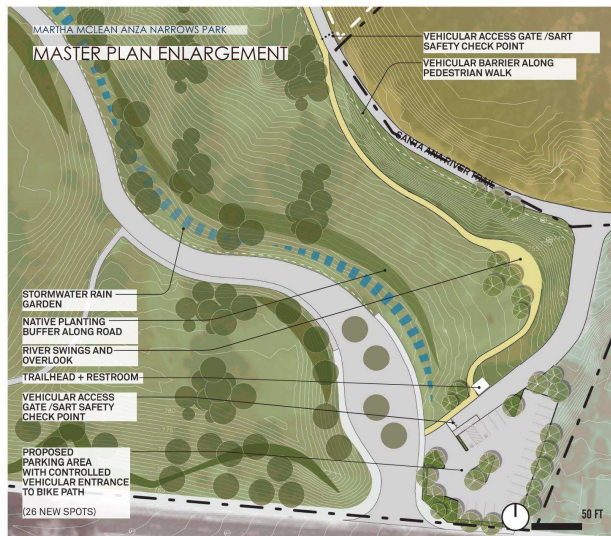 MARTHA MCLEAN ANZA NARROWS PARK
MASTER PLAN ENLARGEMENT
VEHICULAR ACCESS GATE /SART
SAFETY CHECK POINT
VEHICULAR BARRIER ALONG
PEDESTRIAN WALK
SANTA ANA RIVER TRAIL
STORMWATER RAIN
GARDEN
NATIVE PLANTING
BUFFER ALONG ROAD
RIVER SWINGS AND
OVERLOOK
TRAILHEAD + RESTROOM
VEHICULAR ACCESS
GATE /SART SAFETY
CHECK POINT
PROPOSED
PARKING AREA
WITH CONTROLLED
VEHICULAR ENTRANCE
TO BIKE PATH
(26 NEW SPOTS)
50 FT